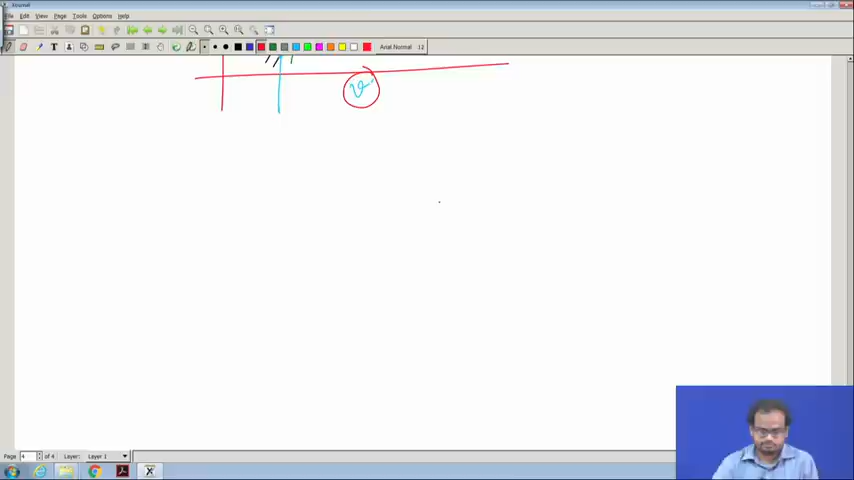 Xournal
File Edit View Page Tools Options Help
Arial Normal 12
v
Page 4 of 4 Layer: Layer 1